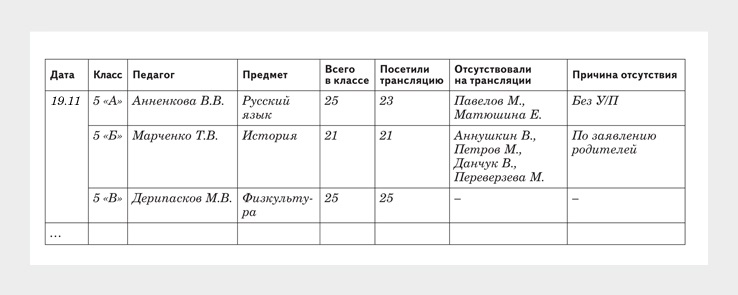 Дата Класс Педагог Предмет Всего в классе Посетили трансляцию Отсутствовали на трансляции Причина отсутствия
19.11 5 «А» Анненкова В.В. Русский язык 25 23 Павелов М., Матюшина Е. Без У/П
5 «Б» Марченко Т.В. История 21 21 Аннушкин В., Петров М., Данчук В., Переверзева М. По заявлению родителей
5 «В» Дерипасков М.В. Физкульту-ра 25 25 – –
...